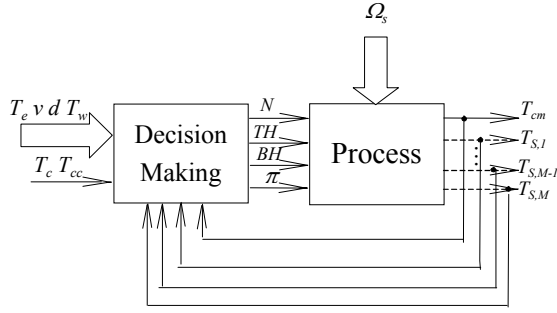 Ω_s
T_e v d T_w
T_c T_cc
Decision
Making
N
TH
BH
π
Process
T_cm
T_S,1
T_S,M-1
T_S,M